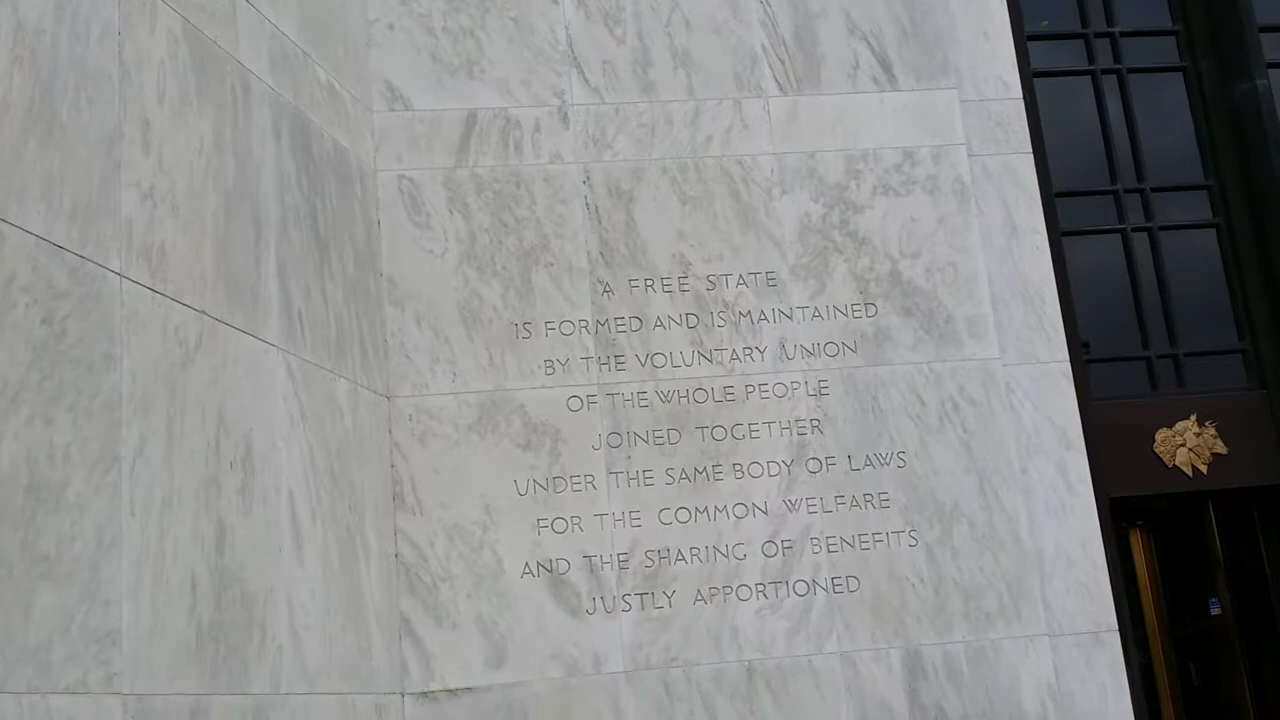 A FREE STATE
IS FORMED AND IS MAINTAINED
BY THE VOLUNTARY UNION
OF THE WHOLE PEOPLE
JOINED TOGETHER
UNDER THE SAME BODY OF LAWS
FOR THE COMMON WELFARE
AND THE SHARING OF BENEFITS
JUSTLY APPORTIONED